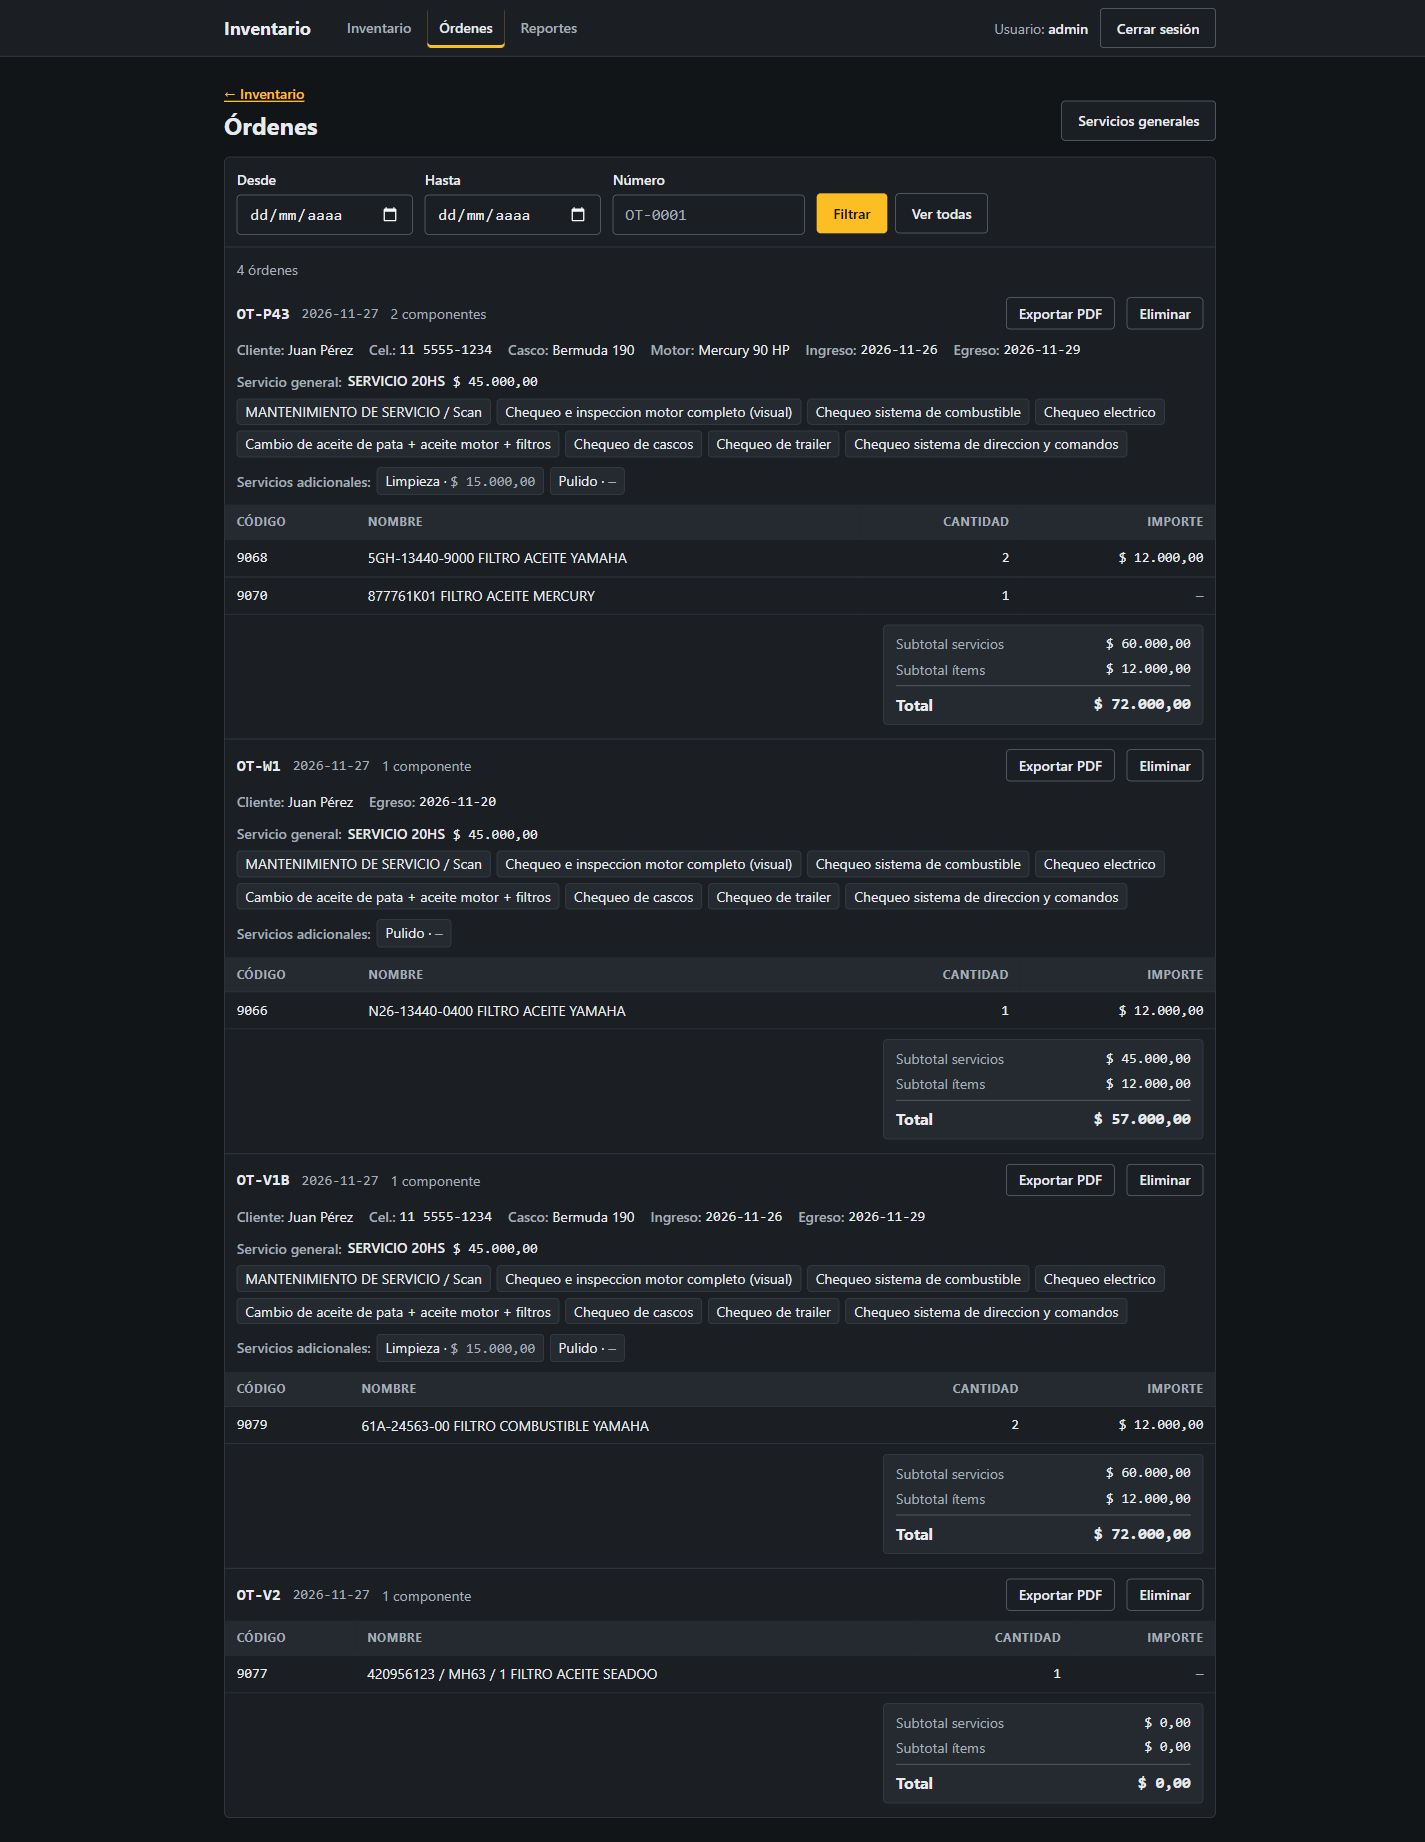 Inventario Inventario Órdenes Reportes Usuario: admin Cerrar sesión
← Inventario
Órdenes Servicios generales
Desde Hasta Número
dd/mm/aaaa dd/mm/aaaa OT-0001 Filtrar Ver todas
4 órdenes
OT-P43 2026-11-27 2 componentes Exportar PDF Eliminar
Cliente: Juan Pérez Cel.: 11 5555-1234 Casco: Bermuda 190 Motor: Mercury 90 HP Ingreso: 2026-11-26 Egreso: 2026-11-29
Servicio general: SERVICIO 20HS $ 45.000,00
MANTENIMIENTO DE SERVICIO / Scan Chequeo e inspeccion motor completo (visual) Chequeo sistema de combustible Chequeo electrico
Cambio de aceite de pata + aceite motor + filtros Chequeo de cascos Chequeo de trailer Chequeo sistema de direccion y comandos
Servicios adicionales: Limpieza · $ 15.000,00 Pulido · —
CÓDIGO NOMBRE CANTIDAD IMPORTE
9068 5GH-13440-9000 FILTRO ACEITE YAMAHA 2 $ 12.000,00
9070 877761K01 FILTRO ACEITE MERCURY 1 —
Subtotal servicios $ 60.000,00
Subtotal ítems $ 12.000,00
Total $ 72.000,00
OT-W1 2026-11-27 1 componente Exportar PDF Eliminar
Cliente: Juan Pérez Egreso: 2026-11-20
Servicio general: SERVICIO 20HS $ 45.000,00
MANTENIMIENTO DE SERVICIO / Scan Chequeo e inspeccion motor completo (visual) Chequeo sistema de combustible Chequeo electrico
Cambio de aceite de pata + aceite motor + filtros Chequeo de cascos Chequeo de trailer Chequeo sistema de direccion y comandos
Servicios adicionales: Pulido · —
CÓDIGO NOMBRE CANTIDAD IMPORTE
9066 N26-13440-0400 FILTRO ACEITE YAMAHA 1 $ 12.000,00
Subtotal servicios $ 45.000,00
Subtotal ítems $ 12.000,00
Total $ 57.000,00
OT-V1B 2026-11-27 1 componente Exportar PDF Eliminar
Cliente: Juan Pérez Cel.: 11 5555-1234 Casco: Bermuda 190 Ingreso: 2026-11-26 Egreso: 2026-11-29
Servicio general: SERVICIO 20HS $ 45.000,00
MANTENIMIENTO DE SERVICIO / Scan Chequeo e inspeccion motor completo (visual) Chequeo sistema de combustible Chequeo electrico
Cambio de aceite de pata + aceite motor + filtros Chequeo de cascos Chequeo de trailer Chequeo sistema de direccion y comandos
Servicios adicionales: Limpieza · $ 15.000,00 Pulido · —
CÓDIGO NOMBRE CANTIDAD IMPORTE
9079 61A-24563-00 FILTRO COMBUSTIBLE YAMAHA 2 $ 12.000,00
Subtotal servicios $ 60.000,00
Subtotal ítems $ 12.000,00
Total $ 72.000,00
OT-V2 2026-11-27 1 componente Exportar PDF Eliminar
CÓDIGO NOMBRE CANTIDAD IMPORTE
9077 420956123 / MH63 / 1 FILTRO ACEITE SEADOO 1 —
Subtotal servicios $ 0,00
Subtotal ítems $ 0,00
Total $ 0,00